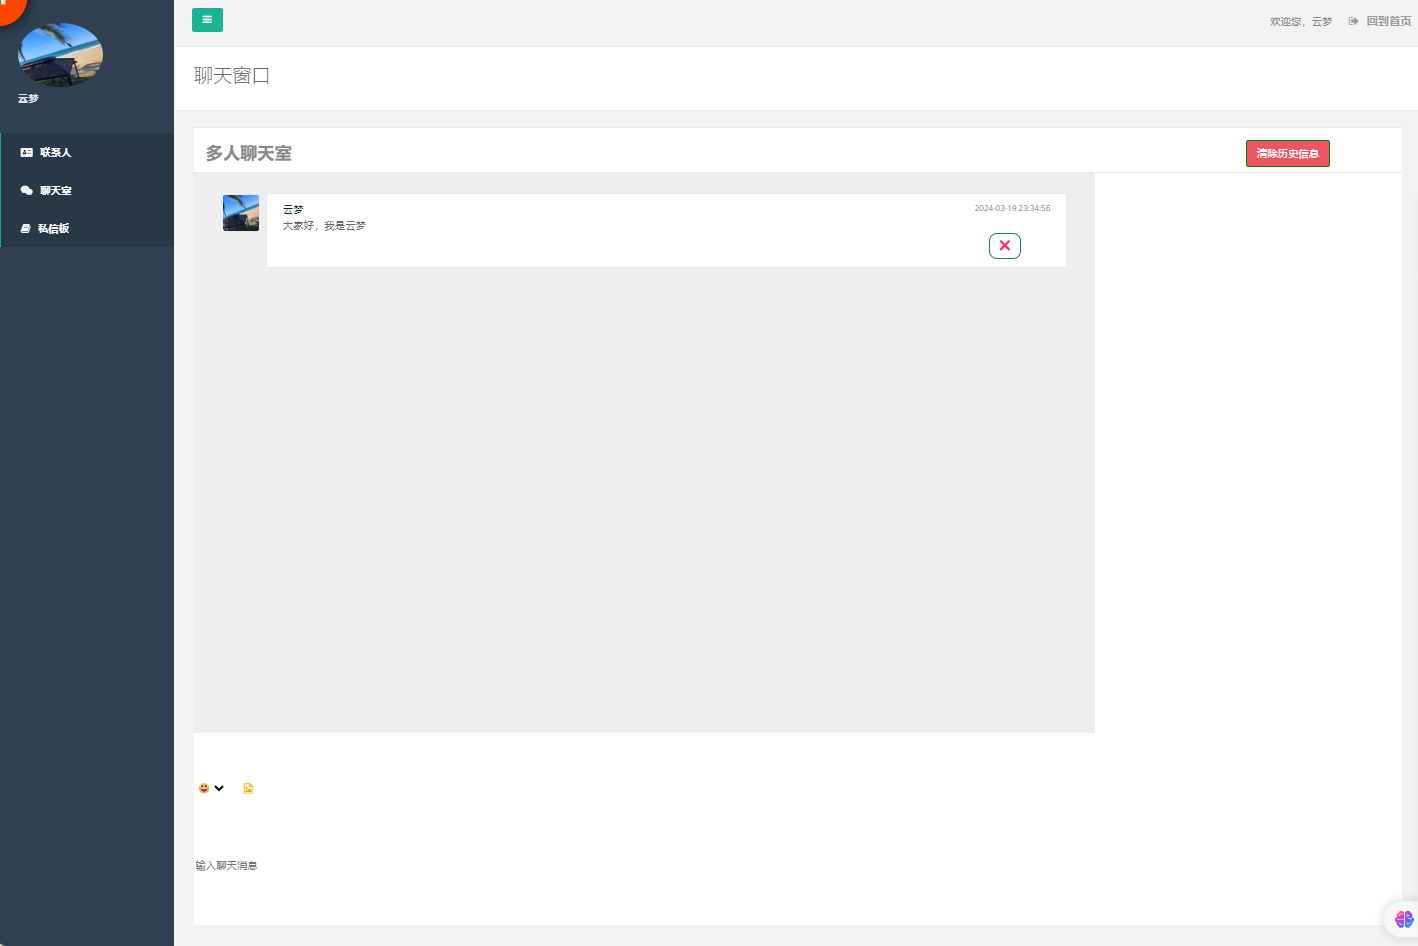 云梦
联系人
聊天室
私信板
欢迎您，云梦
回到首页
聊天窗口
多人聊天室
清除历史信息
云梦
2024-03-19 23:34:56
大家好，我是云梦
输入聊天消息